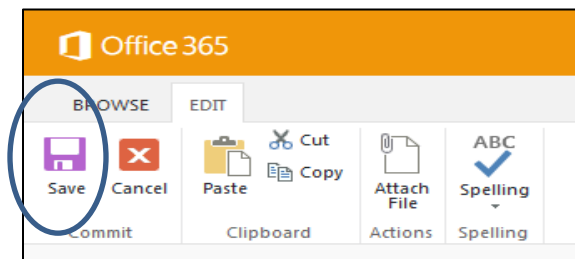 Office 365
BROWSE EDIT
Cut
ABC
Copy
Save Cancel Paste Attach File Spelling
Commit Clipboard Actions Spelling